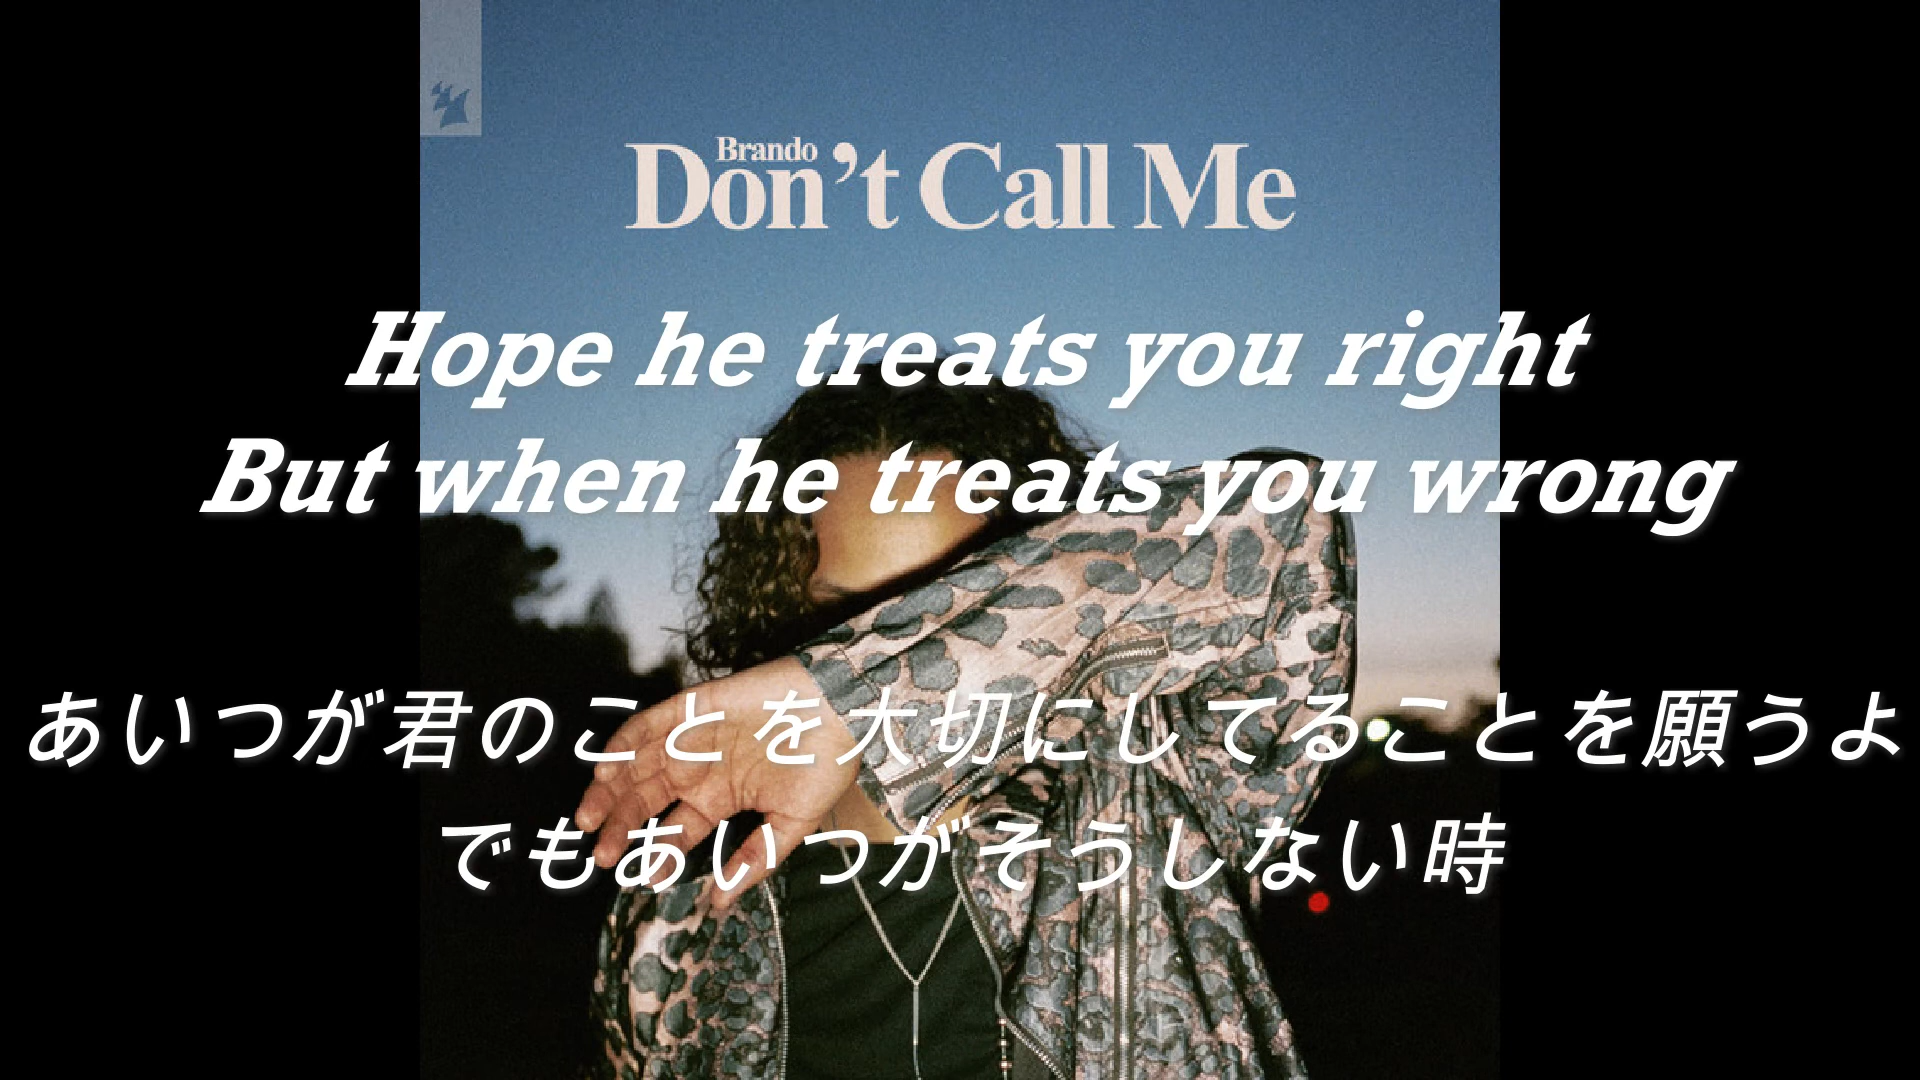 Brando
Don't Call Me
Hope he treats you right
But when he treats you wrong
あいつが君のことを大切にしてることを願うよ
でもあいつがそうしない時